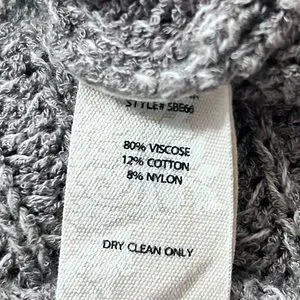 STYLE# SBE66
80% VISCOSE
12% COTTON
8% NYLON
DRY CLEAN ONLY